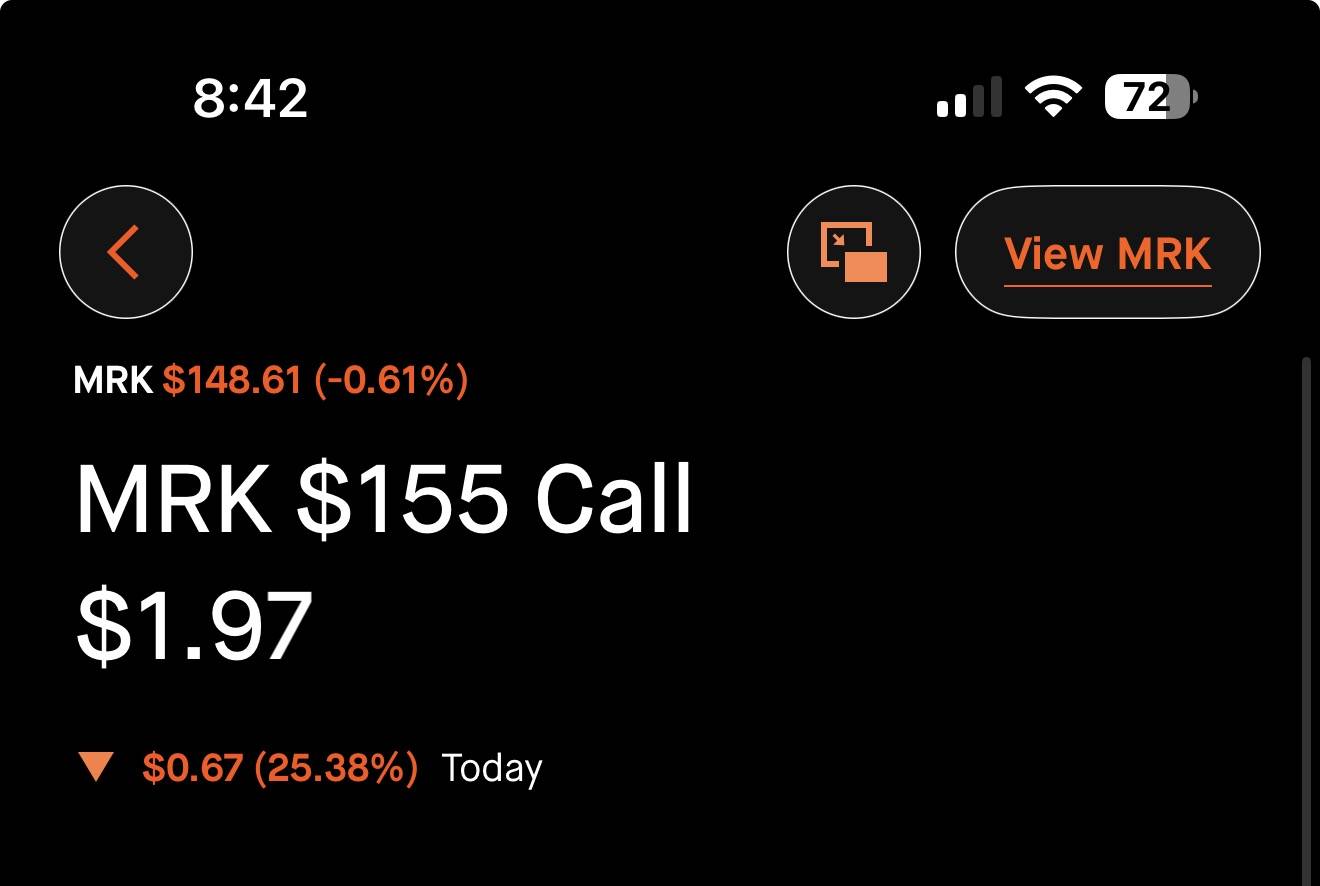 8:42
72
View MRK
MRK $148.61 (-0.61%)
MRK $155 Call
$1.97
▼ $0.67 (25.38%) Today